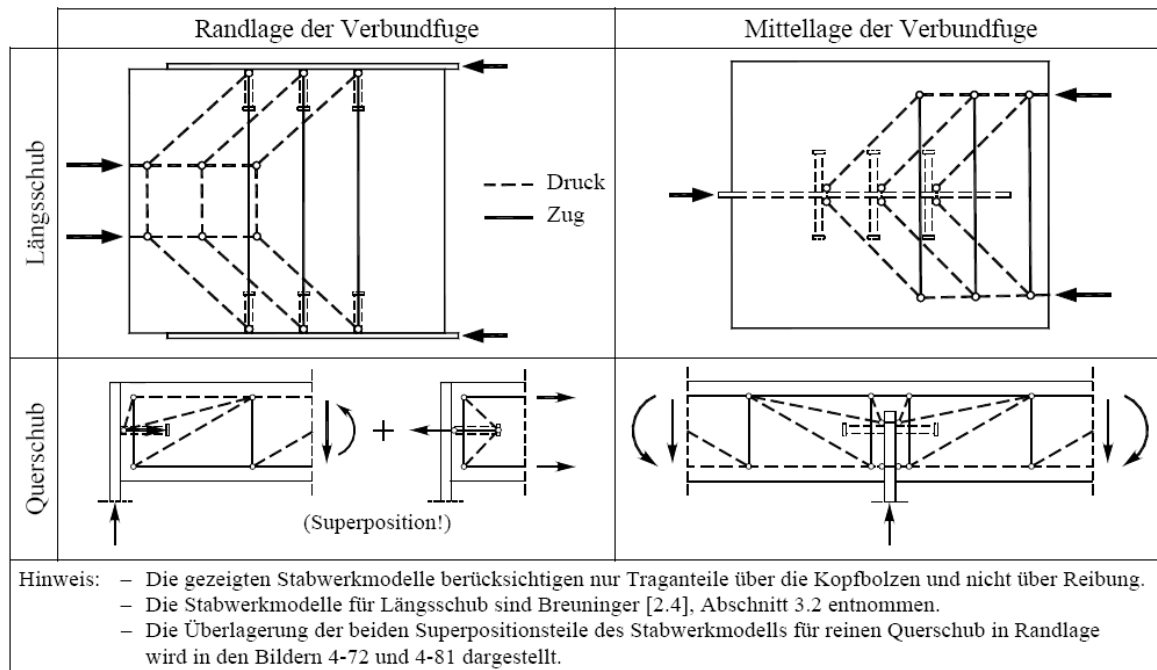 Randlage der Verbundfuge
Mittellage der Verbundfuge
Längsschub
Druck
Zug
Querschub
(Superposition!)
Hinweis: – Die gezeigten Stabwerkmodelle berücksichtigen nur Traganteile über die Kopfbolzen und nicht über Reibung.
– Die Stabwerkmodelle für Längsschub sind Breuninger [2.4], Abschnitt 3.2 entnommen.
– Die Überlagerung der beiden Superpositionsteile des Stabwerkmodells für reinen Querschub in Randlage
wird in den Bildern 4-72 und 4-81 dargestellt.